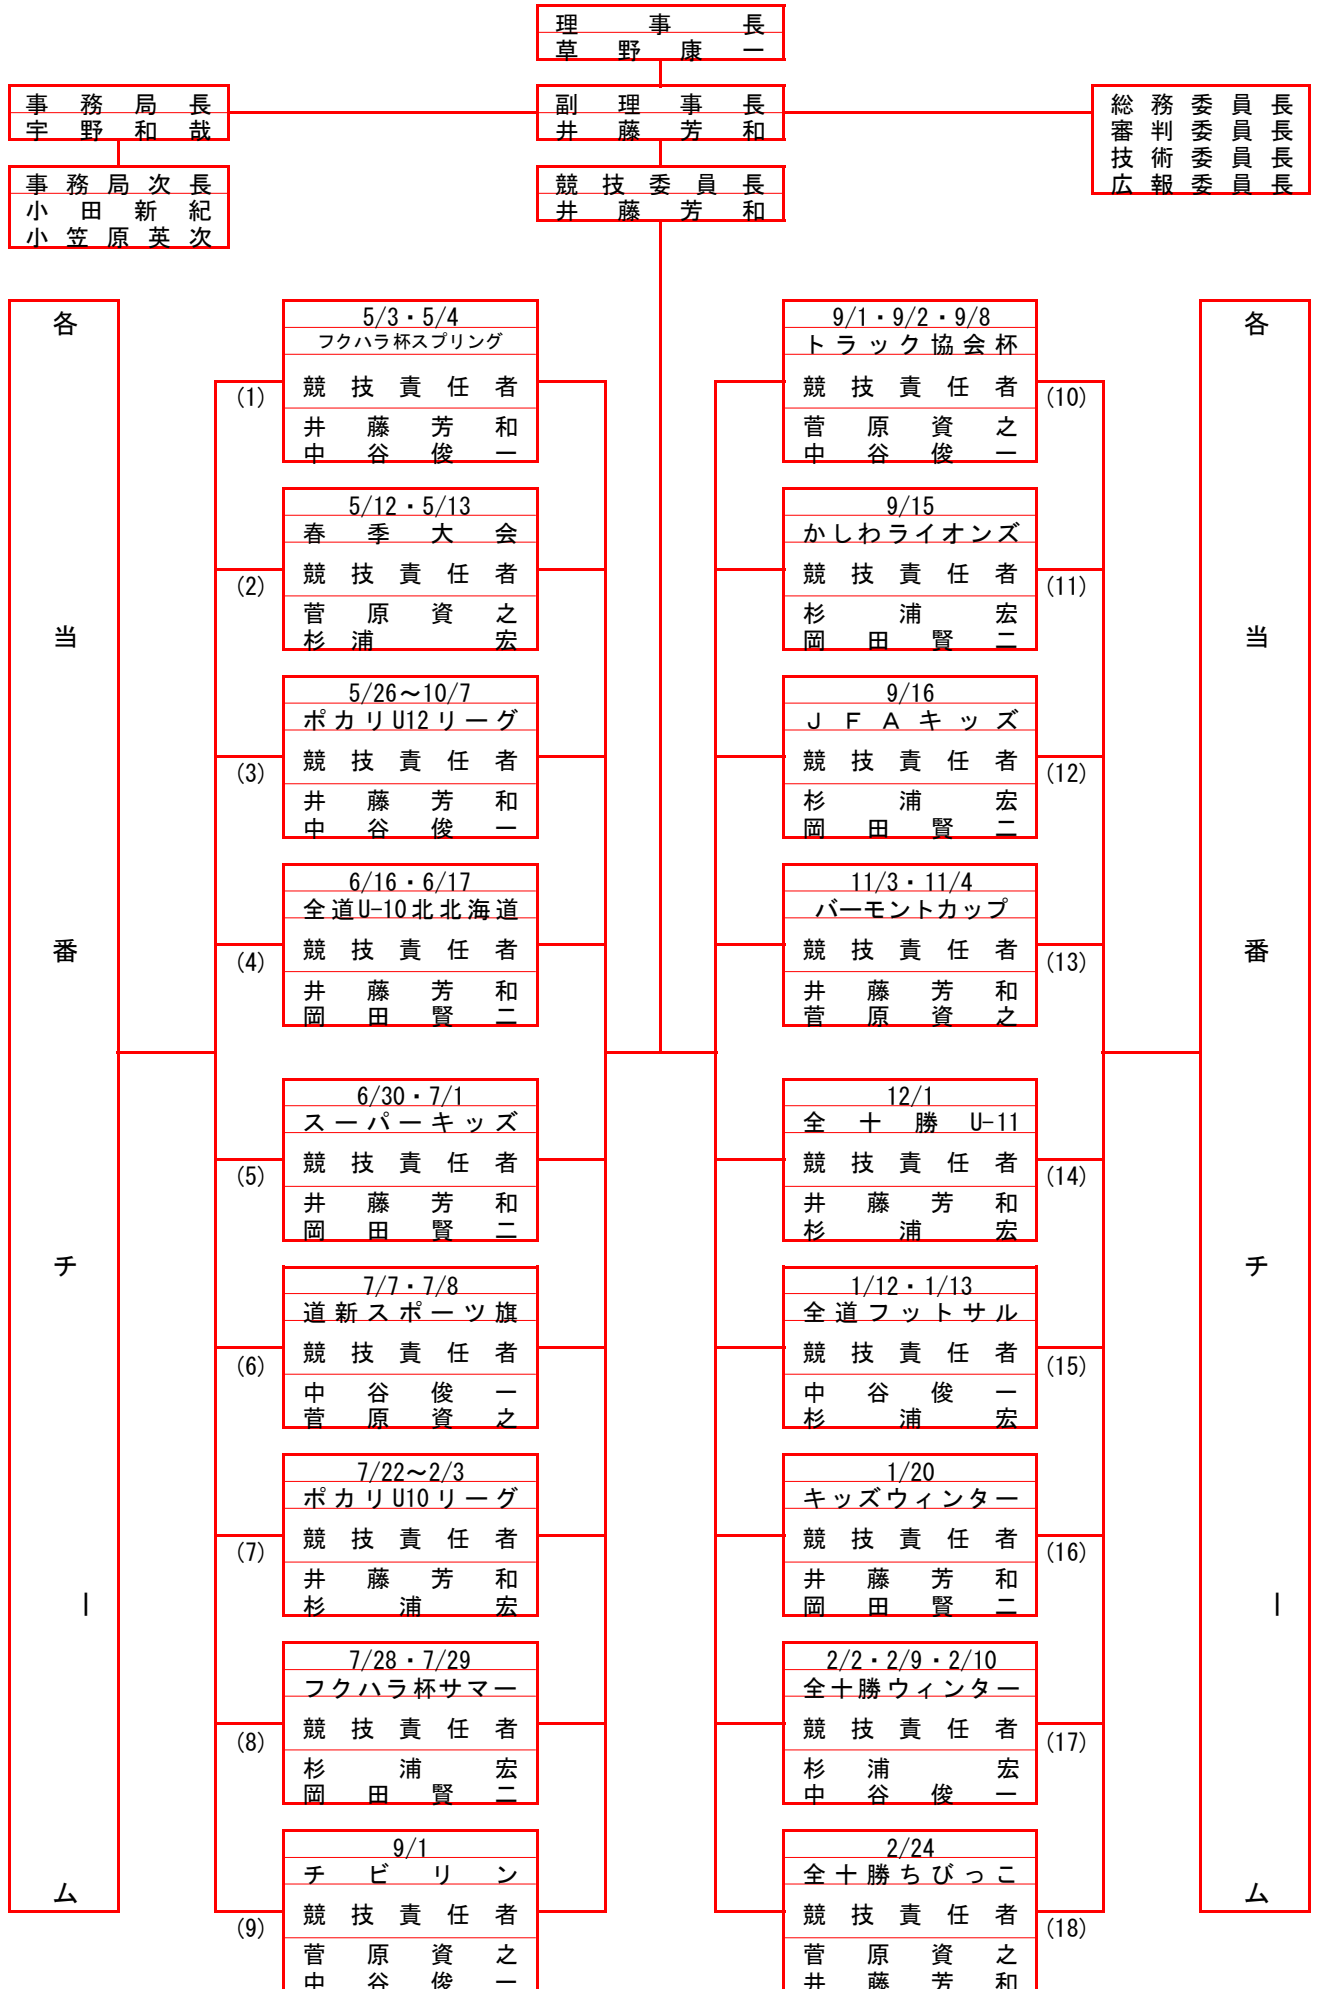 理事長
草野康一
事務局長
宇野和哉
副理事長
井藤芳和
総務委員長
審判委員長
技術委員長
広報委員長
事務局次長
小田新紀
小笠原英次
競技委員長
井藤芳和
各当番チーム
(1)
5/3・5/4
フクハラ杯スプリング
競技責任者
井藤芳和
中谷俊一
(2)
5/12・5/13
春季大会
競技責任者
菅原資之
杉浦宏
(3)
5/26～10/7
ポカリU12リーグ
競技責任者
井藤芳和
中谷俊一
(4)
6/16・6/17
全道U-10北北海道
競技責任者
井藤芳和
岡田賢二
(5)
6/30・7/1
スーパーキッズ
競技責任者
井藤芳和
岡田賢二
(6)
7/7・7/8
道新スポーツ旗
競技責任者
中谷俊一
菅原資之
(7)
7/22～2/3
ポカリU10リーグ
競技責任者
井藤芳和
杉浦宏
(8)
7/28・7/29
フクハラ杯サマー
競技責任者
杉浦宏
岡田賢二
(9)
9/1
チビリン
競技責任者
菅原資之
中谷俊一
9/1・9/2・9/8
トラック協会杯
競技責任者
(10)
菅原資之
中谷俊一
9/15
かしわライオンズ
競技責任者
(11)
杉浦宏
岡田賢二
9/16
ＪＦＡキッズ
競技責任者
(12)
杉浦宏
岡田賢二
11/3・11/4
バーモントカップ
競技責任者
(13)
井藤芳和
菅原資之
12/1
全十勝U-11
競技責任者
(14)
井藤芳和
杉浦宏
1/12・1/13
全道フットサル
競技責任者
(15)
中谷俊一
杉浦宏
1/20
キッズウィンター
競技責任者
(16)
井藤芳和
岡田賢二
2/2・2/9・2/10
全十勝ウィンター
競技責任者
(17)
杉浦宏
中谷俊一
2/24
全十勝ちびっこ
競技責任者
(18)
菅原資之
井藤芳和
各当番チーム